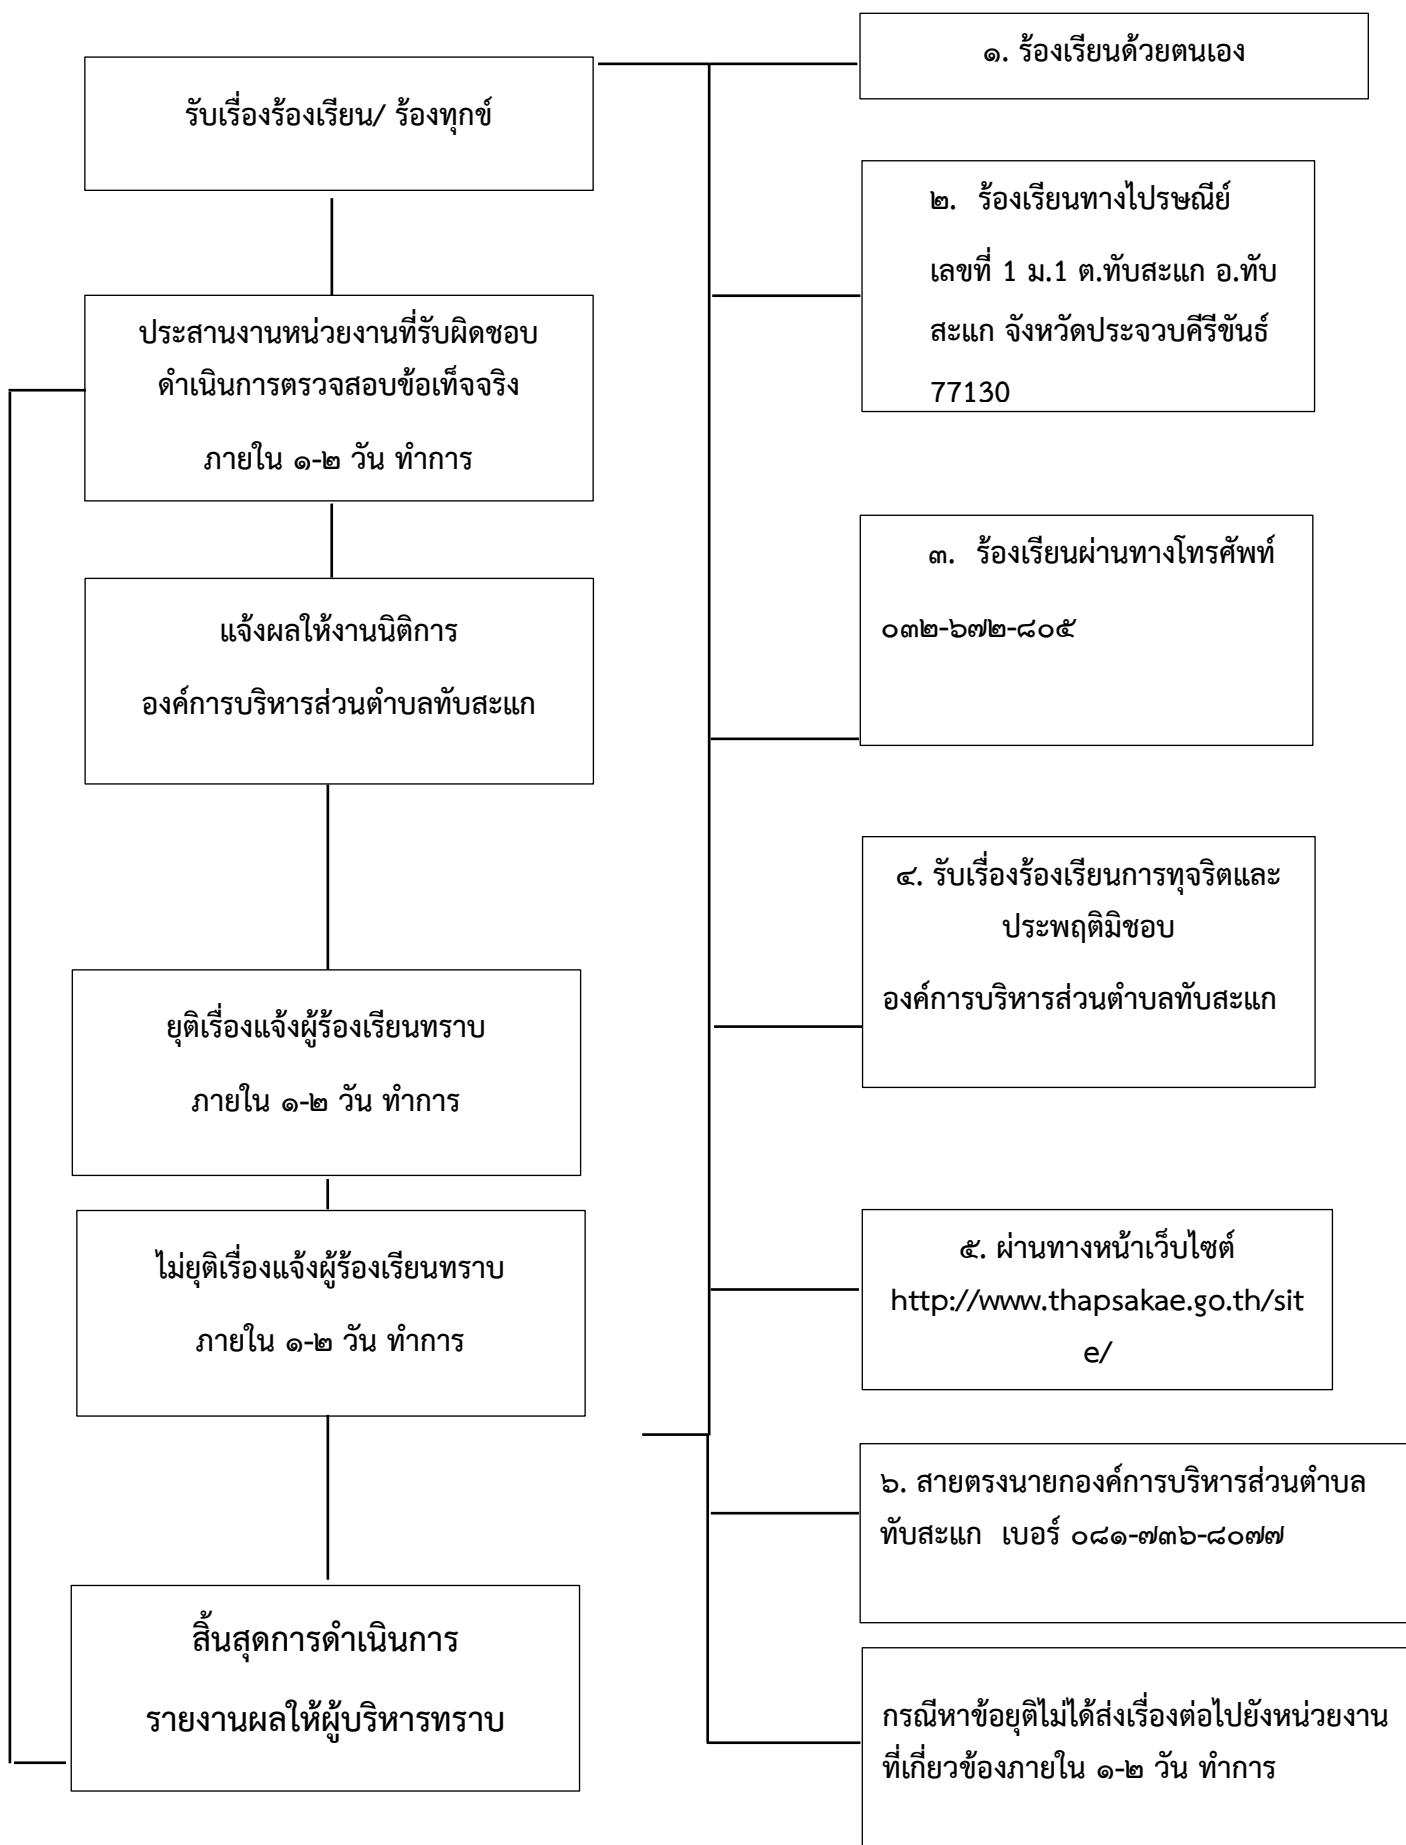 รับเรื่องร้องเรียน/ ร้องทุกข์
ประสานงานหน่วยงานที่รับผิดชอบ
ดำเนินการตรวจสอบข้อเท็จจริง
ภายใน ๑-๒ วัน ทำการ
แจ้งผลให้งานนิติการ
องค์การบริหารส่วนตำบลทับสะแก
ยุติเรื่องแจ้งผู้ร้องเรียนทราบ
ภายใน ๑-๒ วัน ทำการ
ไม่ยุติเรื่องแจ้งผู้ร้องเรียนทราบ
ภายใน ๑-๒ วัน ทำการ
สิ้นสุดการดำเนินการ
รายงานผลให้ผู้บริหารทราบ
๑. ร้องเรียนด้วยตนเอง
๒. ร้องเรียนทางไปรษณีย์
เลขที่ 1 ม.1 ต.ทับสะแก อ.ทับ
สะแก จังหวัดประจวบคีรีขันธ์
77130
๓. ร้องเรียนผ่านทางโทรศัพท์
๐๓๒-๖๗๒-๘๐๕
๔. รับเรื่องร้องเรียนการทุจริตและ
ประพฤติมิชอบ
องค์การบริหารส่วนตำบลทับสะแก
๕. ผ่านทางหน้าเว็บไซต์
http://www.thapsakae.go.th/sit
e/
๖. สายตรงนายกองค์การบริหารส่วนตำบล
ทับสะแก เบอร์ ๐๘๑-๗๓๖-๘๐๗๗
กรณีหาข้อยุติไม่ได้ส่งเรื่องต่อไปยังหน่วยงาน
ที่เกี่ยวข้องภายใน ๑-๒ วัน ทำการ